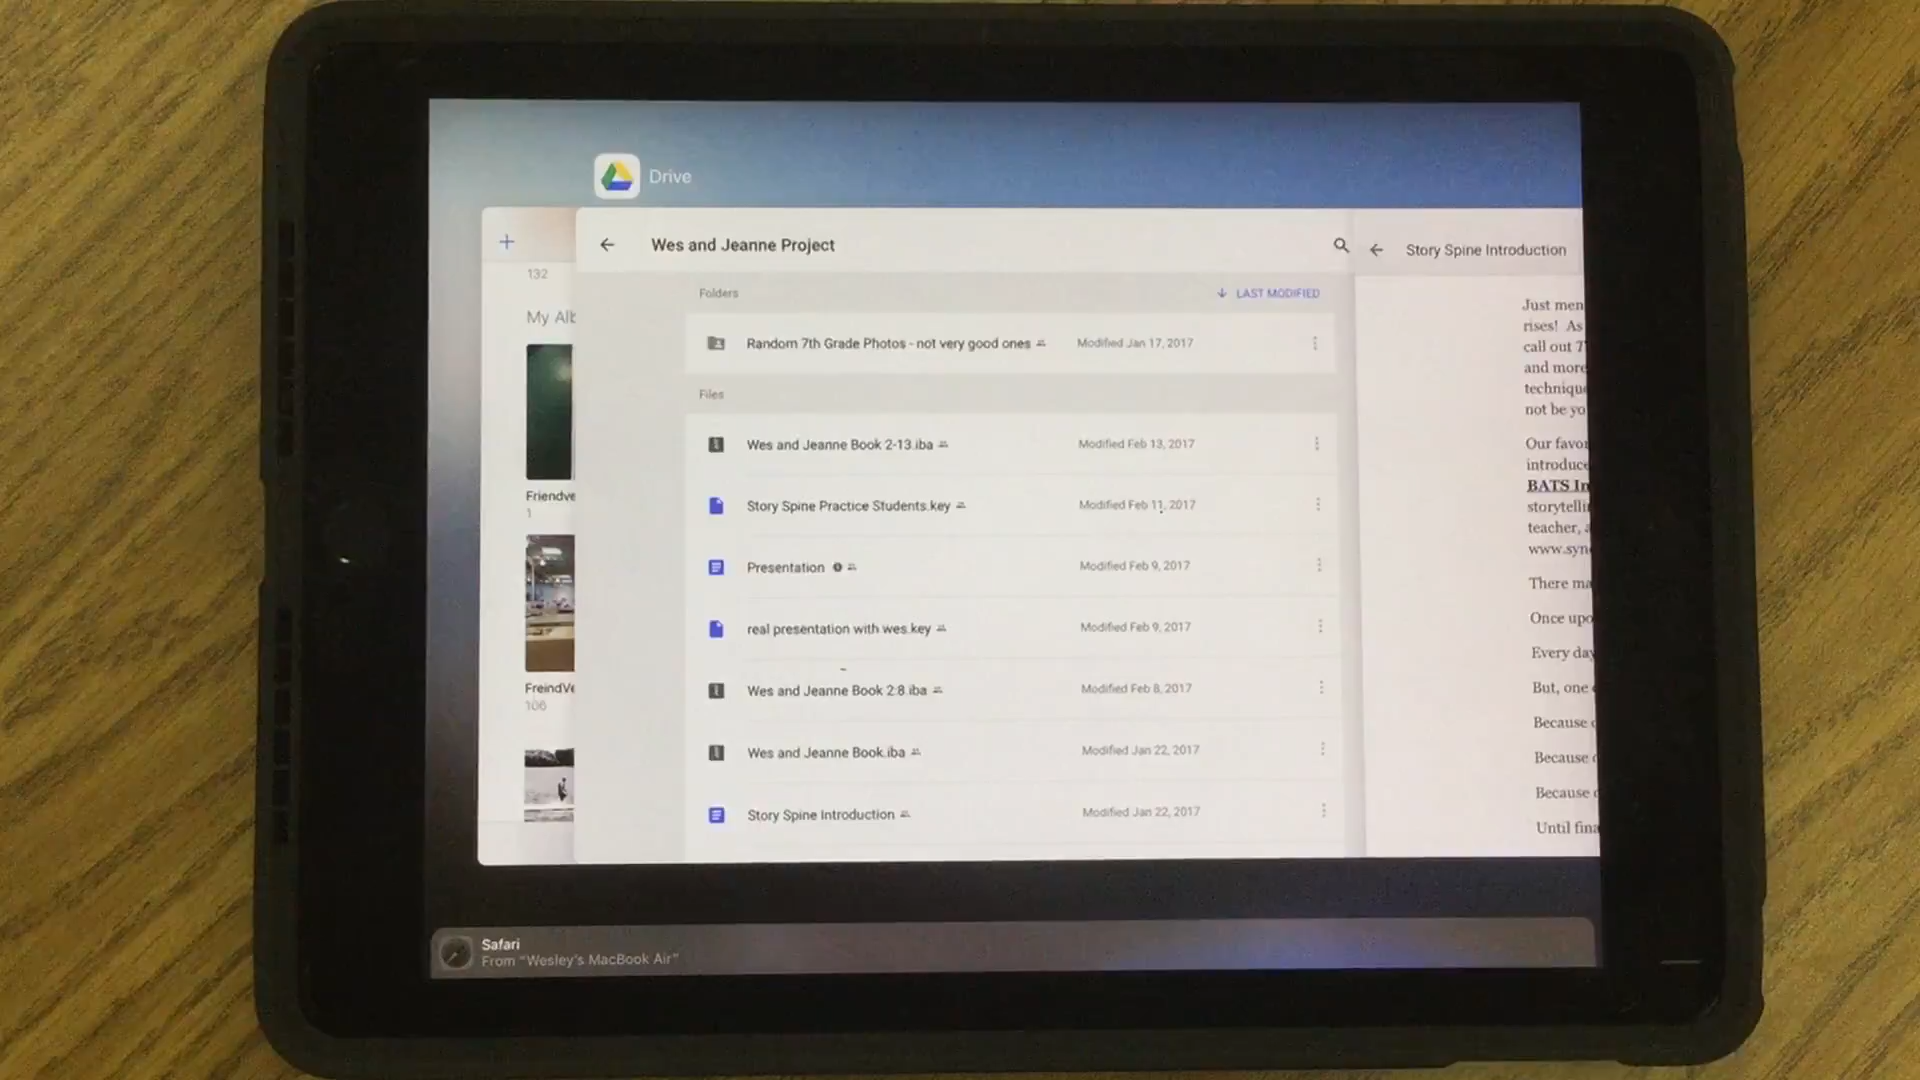 Drive
132
My Alb
Friendve
1
FreindVe
106
Wes and Jeanne Project
Folders
LAST MODIFIED
Random 7th Grade Photos - not very good ones
Modified Jan 17, 2017
Files
Wes and Jeanne Book 2-13.iba
Modified Feb 13, 2017
Story Spine Practice Students.key
Modified Feb 11, 2017
Presentation
Modified Feb 9, 2017
real presentation with wes.key
Modified Feb 9, 2017
Wes and Jeanne Book 2:8.iba
Modified Feb 8, 2017
Wes and Jeanne Book.iba
Modified Jan 22, 2017
Story Spine Introduction
Modified Jan 22, 2017
Story Spine Introduction
Just men
rises! As
call out 7
and more
technique
not be yo
Our favor
introduce
BATS In
storytelli
teacher, a
www.syn
There ma
Once upo
Every day
But, one
Because
Because
Because
Until fina
Safari
From "Wesley's MacBook Air"